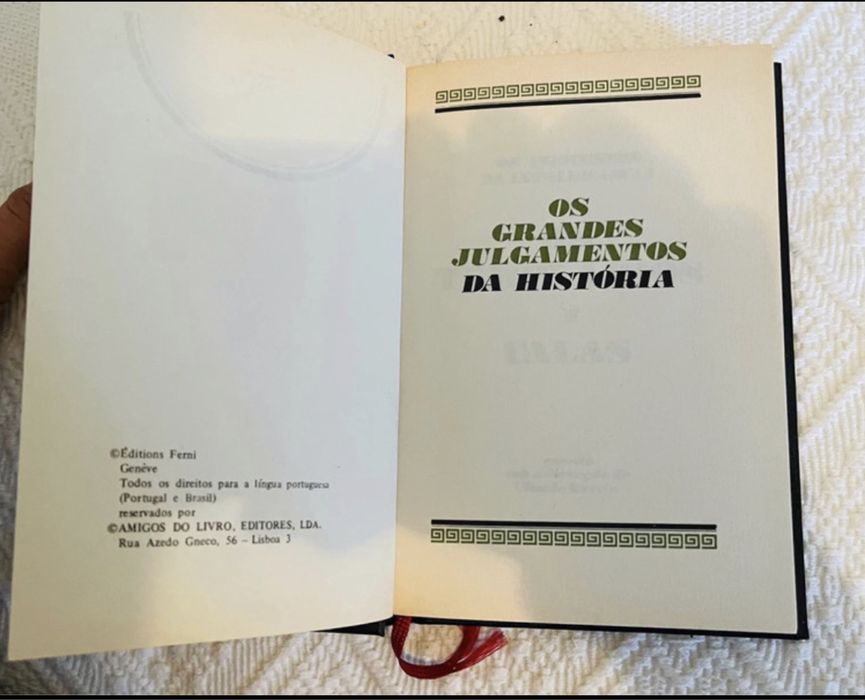 ©Éditions Ferni
Genève
Todos os direitos para a língua portuguesa
(Portugal e Brasil)
reservados por
©AMIGOS DO LIVRO, EDITORES, LDA.
Rua Azedo Gneco, 56 – Lisboa 3
OS
GRANDES
JULGAMENTOS
DA HISTÓRIA